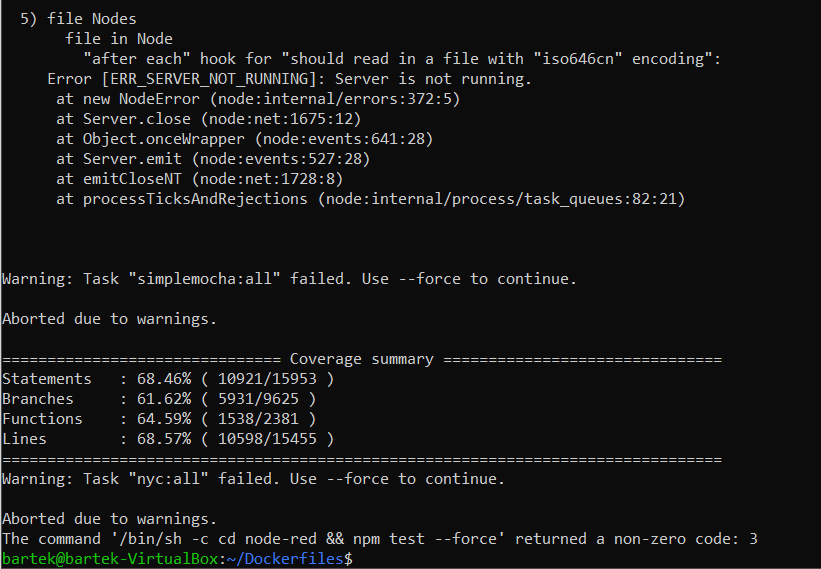 5) file Nodes
file in Node
"after each" hook for "should read in a file with "iso646cn" encoding":
Error [ERR_SERVER_NOT_RUNNING]: Server is not running.
at new NodeError (node:internal/errors:372:5)
at Server.close (node:net:1675:12)
at Object.onceWrapper (node:events:641:28)
at Server.emit (node:events:527:28)
at emitCloseNT (node:net:1728:8)
at processTicksAndRejections (node:internal/process/task_queues:82:21)
Warning: Task "simplemocha:all" failed. Use --force to continue.
Aborted due to warnings.
=============================== Coverage summary ===============================
Statements   : 68.46% ( 10921/15953 )
Branches     : 61.62% ( 5931/9625 )
Functions    : 64.59% ( 1538/2381 )
Lines        : 68.57% ( 10598/15455 )
================================================================================
Warning: Task "nyc:all" failed. Use --force to continue.
Aborted due to warnings.
The command '/bin/sh -c cd node-red && npm test --force' returned a non-zero code: 3
bartek@bartek-VirtualBox:~/Dockerfiles$